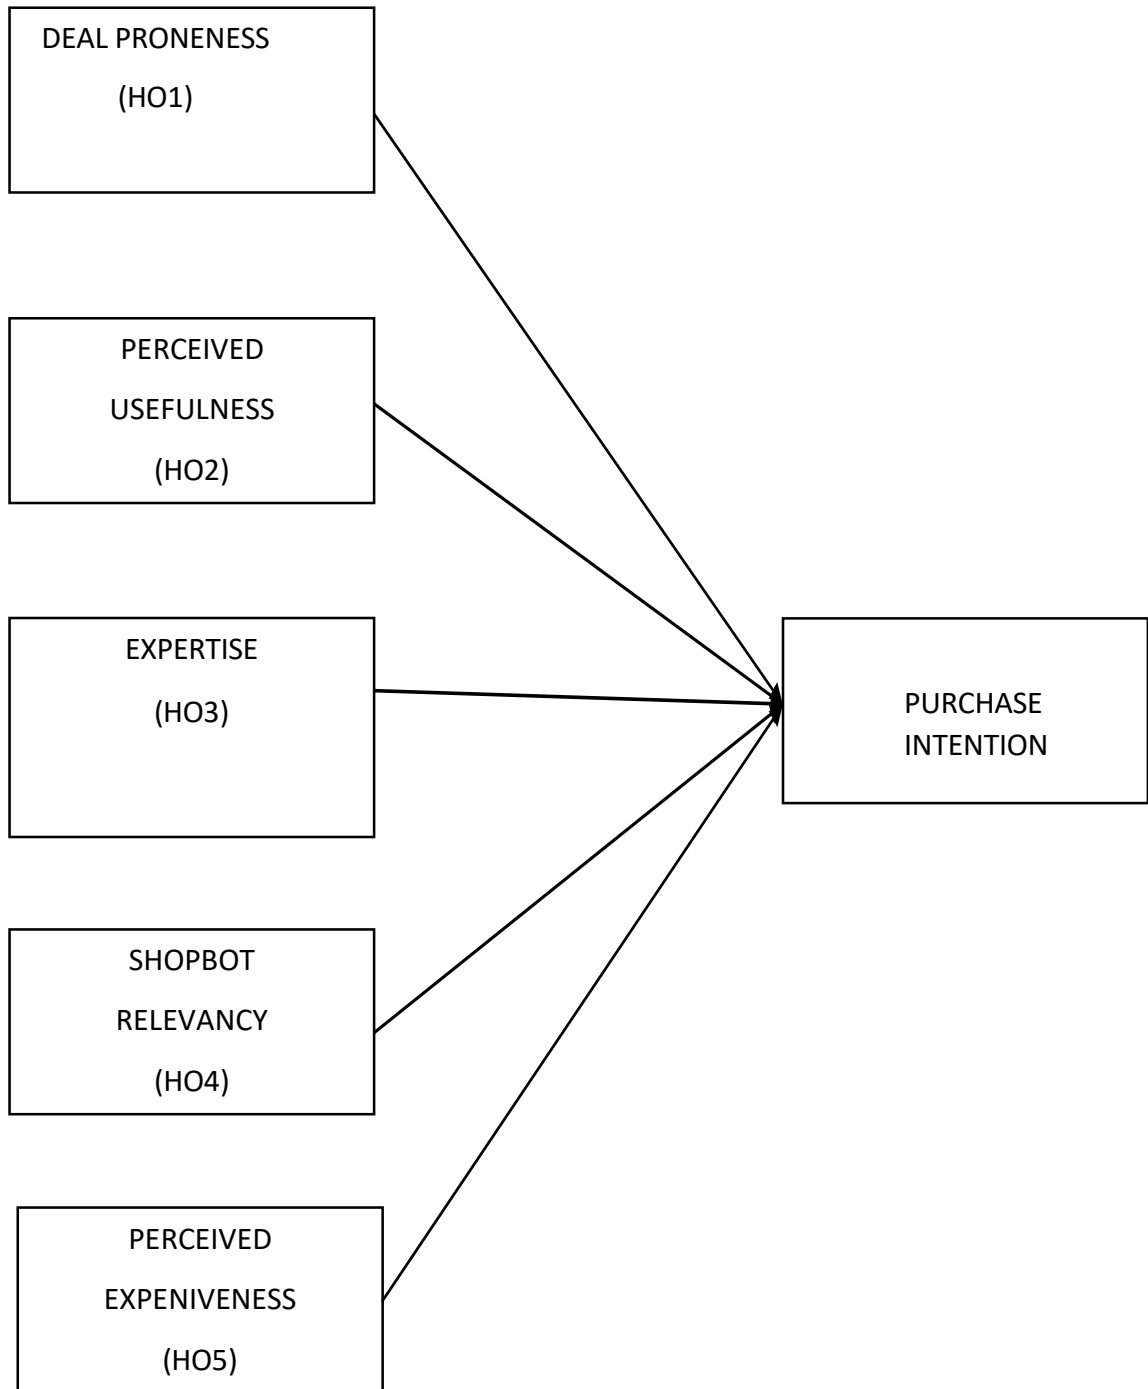 DEAL PRONENESS
(HO1)
PERCEIVED
USEFULNESS
(HO2)
EXPERTISE
(HO3)
SHOPBOT
RELEVANCY
(HO4)
PERCEIVED
EXPENIVENESS
(HO5)
PURCHASE
INTENTION